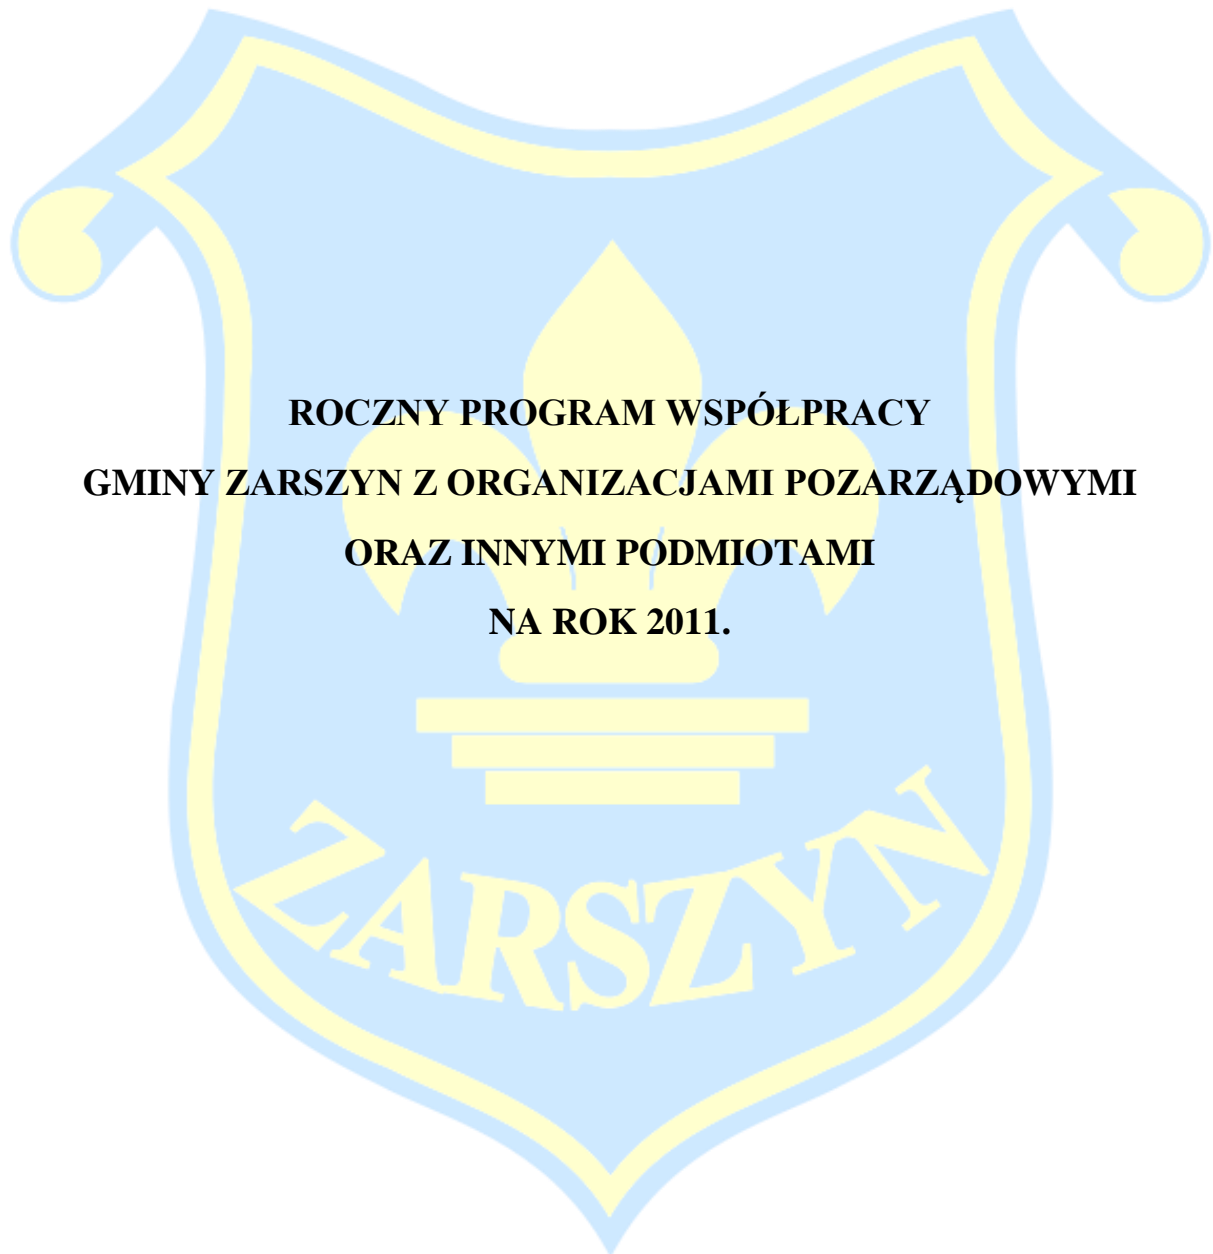 ROCZNY PROGRAM WSPÓŁPRACY
GMINY ZARSZYN Z ORGANIZACJAMI POZARZĄDOWYMI
ORAZ INNYMI PODMIOTAMI
NA ROK 2011.
ZARSZYN